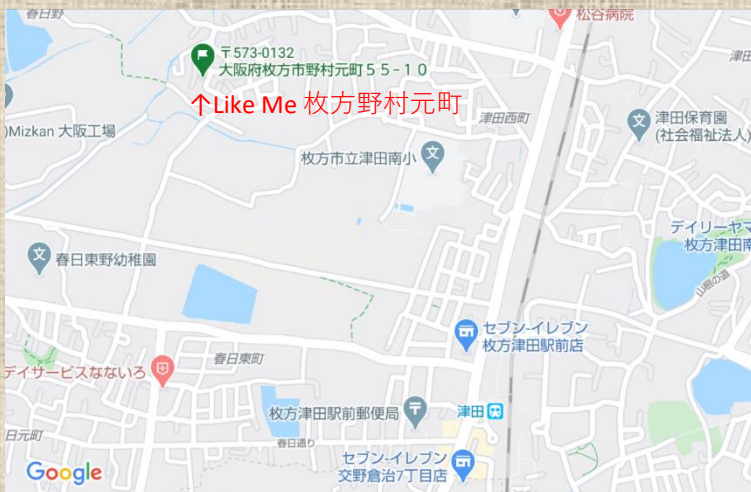 春日野
松谷病院
〒573-0132
大阪府枚方市野村元町５５-１０
↑Like Me 枚方野村元町
)Mizkan 大阪工場
津田西町
津田保育園
(社会福祉法人)
枚方市立津田南小
デイリーヤマ
枚方津田南
山根の道
春日東野幼稚園
セブン-イレブン
枚方津田駅前店
春日東町
デイサービスなないろ
枚方津田駅前郵便局
津田
日元町
春日通り
セブン-イレブン
交野倉治7丁目店
Google